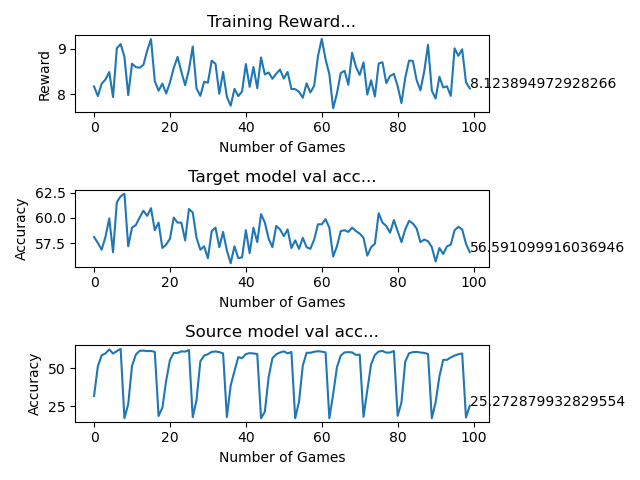 Training Reward...
9
8
Reward
8.123894972928266
0 20 40 60 80 100
Number of Games
Target model val acc...
62.5
60.0
57.5
Accuracy
56.591099916036946
0 20 40 60 80 100
Number of Games
Source model val acc...
50
25
Accuracy
25.272879932829554
0 20 40 60 80 100
Number of Games